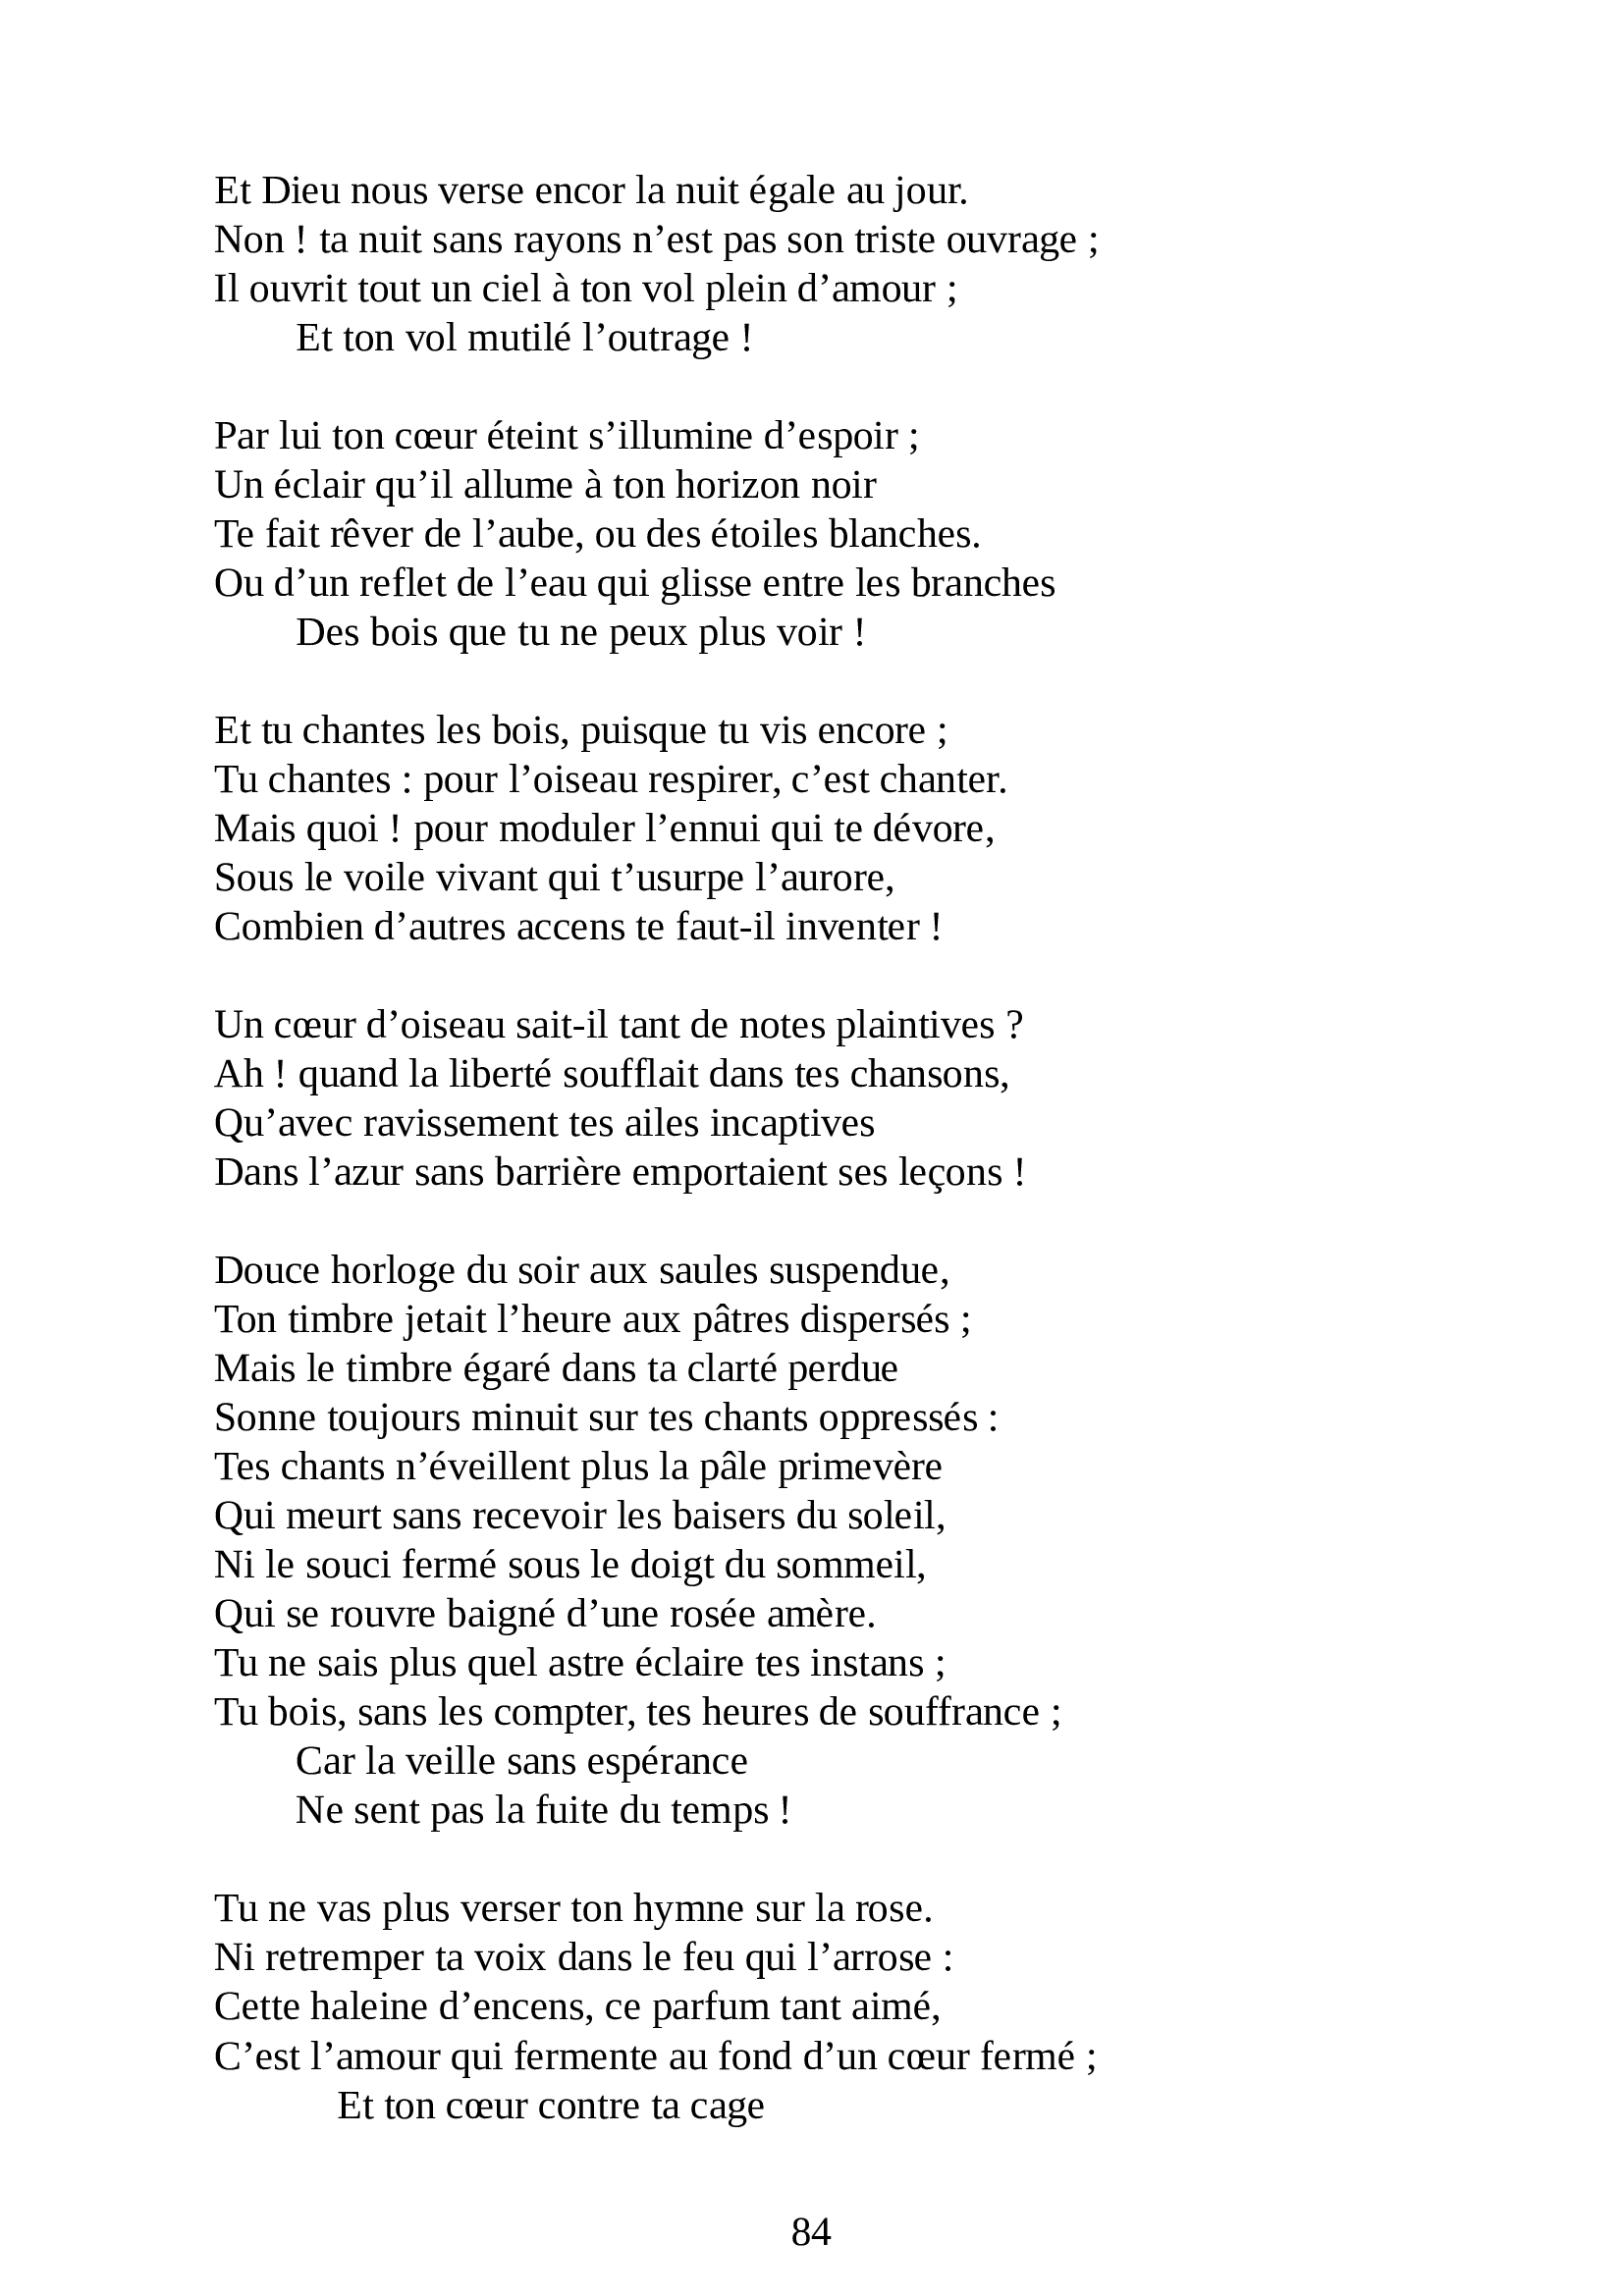 Et Dieu nous verse encor la nuit égale au jour.
Non ! ta nuit sans rayons n’est pas son triste ouvrage ;
Il ouvrit tout un ciel à ton vol plein d’amour ;
Et ton vol mutilé l’outrage !

Par lui ton cœur éteint s’illumine d’espoir ;
Un éclair qu’il allume à ton horizon noir
Te fait rêver de l’aube, ou des étoiles blanches.
Ou d’un reflet de l’eau qui glisse entre les branches
Des bois que tu ne peux plus voir !

Et tu chantes les bois, puisque tu vis encore ;
Tu chantes : pour l’oiseau respirer, c’est chanter.
Mais quoi ! pour moduler l’ennui qui te dévore,
Sous le voile vivant qui t’usurpe l’aurore,
Combien d’autres accens te faut-il inventer !

Un cœur d’oiseau sait-il tant de notes plaintives ?
Ah ! quand la liberté soufflait dans tes chansons,
Qu’avec ravissement tes ailes incaptives
Dans l’azur sans barrière emportaient ses leçons !

Douce horloge du soir aux saules suspendue,
Ton timbre jetait l’heure aux pâtres dispersés ;
Mais le timbre égaré dans ta clarté perdue
Sonne toujours minuit sur tes chants oppressés :
Tes chants n’éveillent plus la pâle primevère
Qui meurt sans recevoir les baisers du soleil,
Ni le souci fermé sous le doigt du sommeil,
Qui se rouvre baigné d’une rosée amère.
Tu ne sais plus quel astre éclaire tes instans ;
Tu bois, sans les compter, tes heures de souffrance ;
Car la veille sans espérance
Ne sent pas la fuite du temps !

Tu ne vas plus verser ton hymne sur la rose.
Ni retremper ta voix dans le feu qui l’arrose :
Cette haleine d’encens, ce parfum tant aimé,
C’est l’amour qui fermente au fond d’un cœur fermé ;
Et ton cœur contre ta cage

84